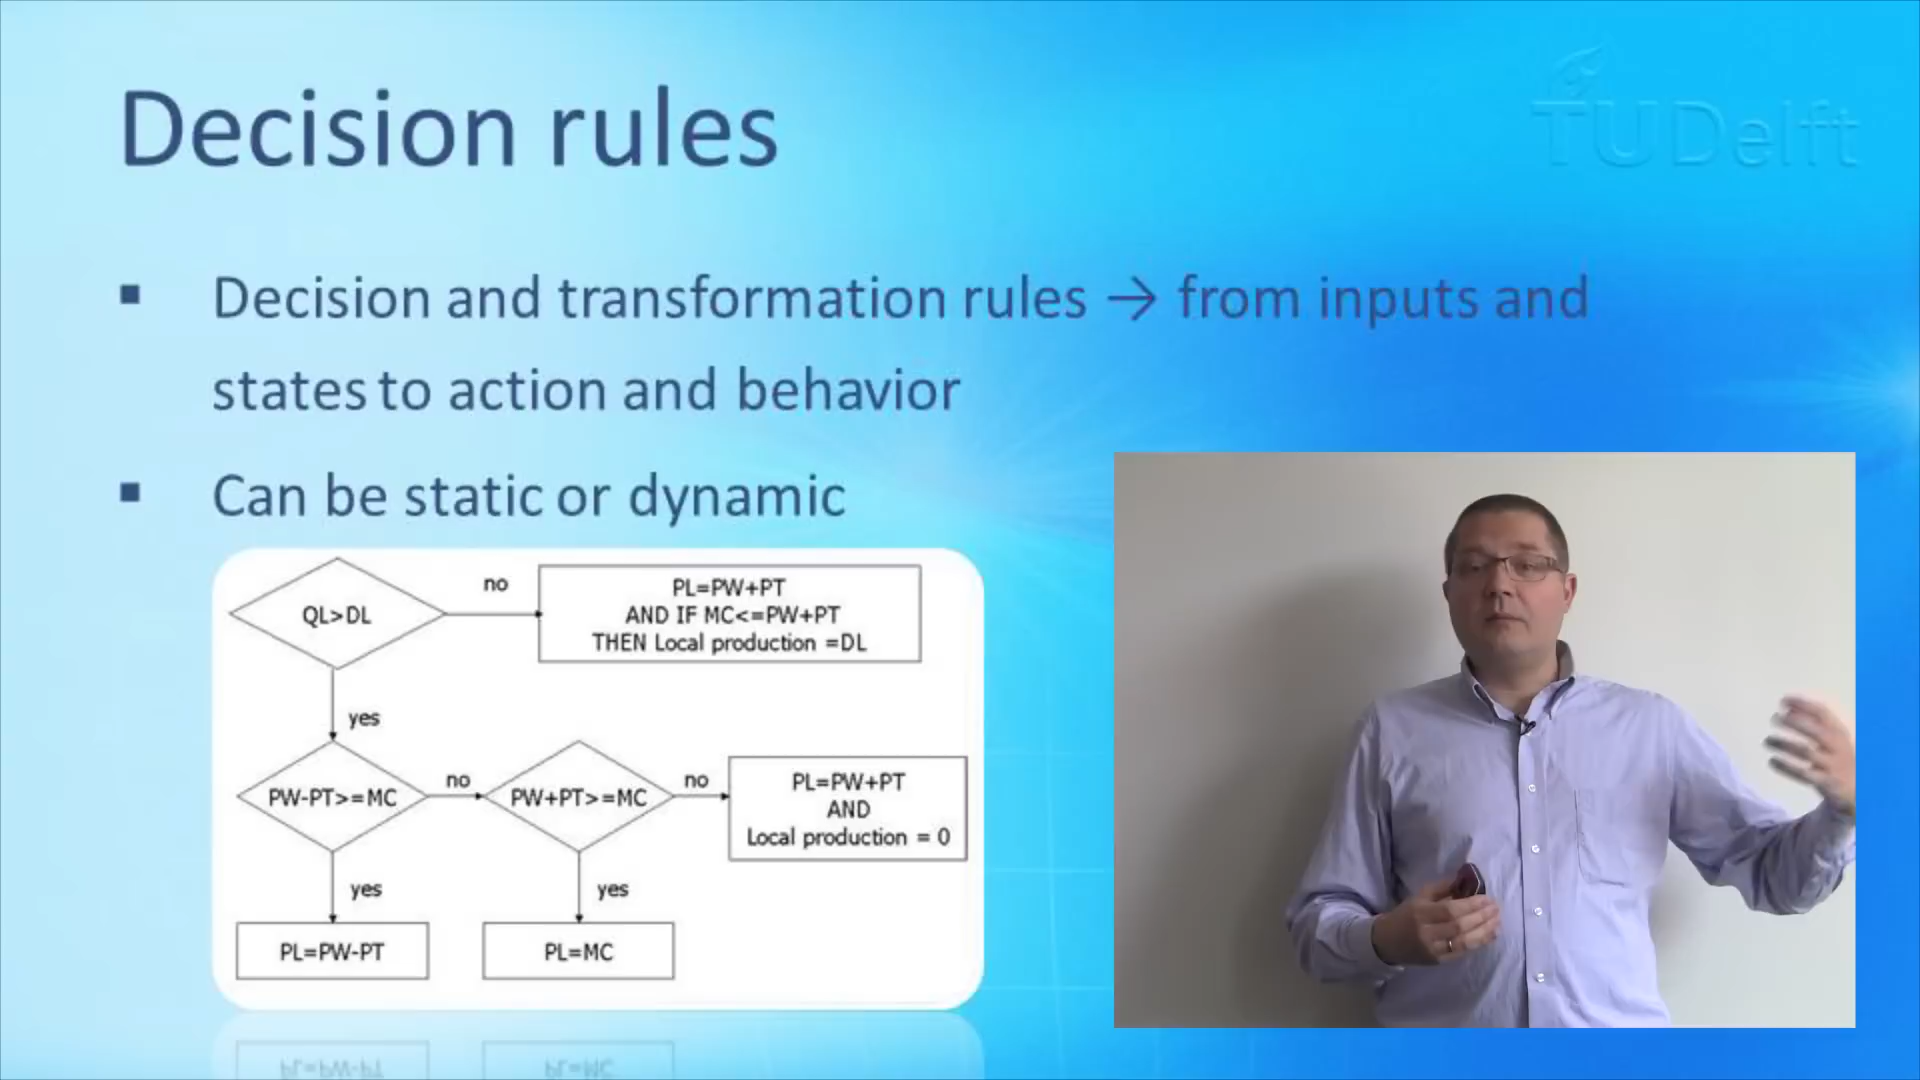 Decision rules
TUDelft
▪ Decision and transformation rules → from inputs and
states to action and behavior
▪ Can be static or dynamic
QL>DL
no
PL=PW+PT
AND IF MC<=PW+PT
THEN Local production =DL
yes
PW-PT>=MC
no
PW+PT>=MC
no
PL=PW+PT
AND
Local production = 0
yes
yes
PL=PW-PT
PL=MC